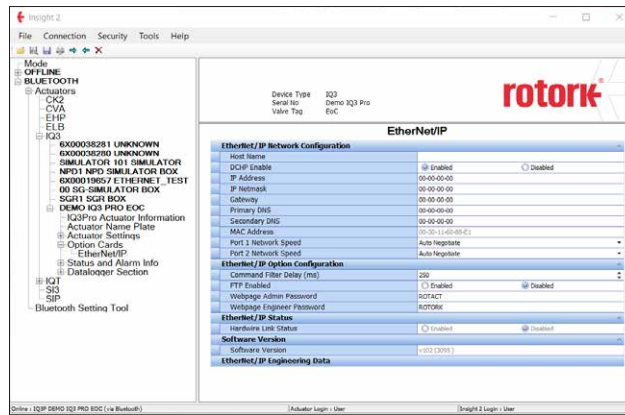 Insight 2
File Connection Security Tools Help
Mode
OFFLINE
BLUETOOTH
Actuators
CK2
CVA
EHP
ELB
IQ3
6X00038281 UNKNOWN
6X00038280 UNKNOWN
SIMULATOR 101 SIMULATOR
NPD1 NPD SIMULATOR BOX
6X00019857 ETHERNET_TEST
00 SG-SIMULATOR BOX
SGR1 SGR BOX
DEMO IQ3 PRO EOC
IQ3Pro Actuator Information
Actuator Name Plate
Actuator Settings
Option Cards
EtherNet/IP
Status and Alarm Info
Datalogger Section
IQT
SI3
SIP
Bluetooth Setting Tool
Device Type IQ3
Serial No Demo IQ3 Pro
Valve Tag EoC
rotork
EtherNet/IP
EtherNet/IP Network Configuration
Host Name
DCHP Enable Enabled Disabled
IP Address 00-00-00-00
IP Netmask 00-00-00-00
Gateway 00-00-00-00
Primary DNS 00-00-00-00
Secondary DNS 00-00-00-00
MAC Address
Port 1 Network Speed Auto Negotiate
Port 2 Network Speed Auto Negotiate
EtherNet/IP Option Configuration
Command Filter Delay (ms) 250
FTP Enabled Enabled Disabled
Webpage Admin Password ROTACT
Webpage Engineer Password ROTORK
EtherNet/IP Status
Hardwire Link Status Enabled Disabled
Software Version
Software Version
EtherNet/IP Engineering Data
Online : IQ3P DEMO IQ3 PRO EOC (via Bluetooth) Actuator Login : User Insight 2 Login : User